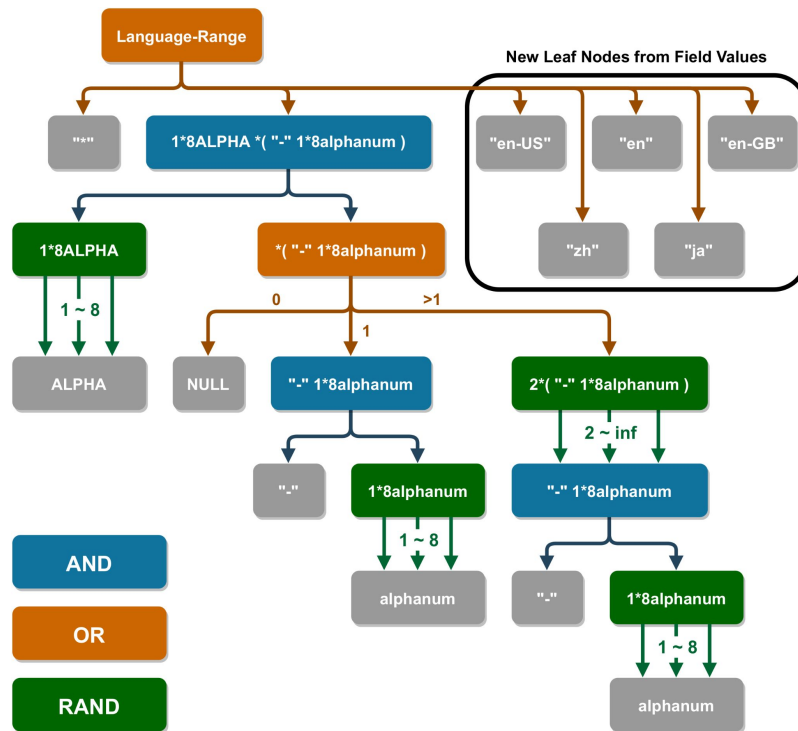 Language-Range
New Leaf Nodes from Field Values
"*"
1*8ALPHA *( "-" 1*8alphanum )
"en-US"
"en"
"en-GB"
1*8ALPHA
*( "-" 1*8alphanum )
"zh"
"ja"
1 ~ 8
0
1
>1
ALPHA
NULL
"-" 1*8alphanum
2*( "-" 1*8alphanum )
2 ~ inf
"-"
1*8alphanum
"-" 1*8alphanum
1 ~ 8
AND
alphanum
"-"
1*8alphanum
OR
1 ~ 8
RAND
alphanum